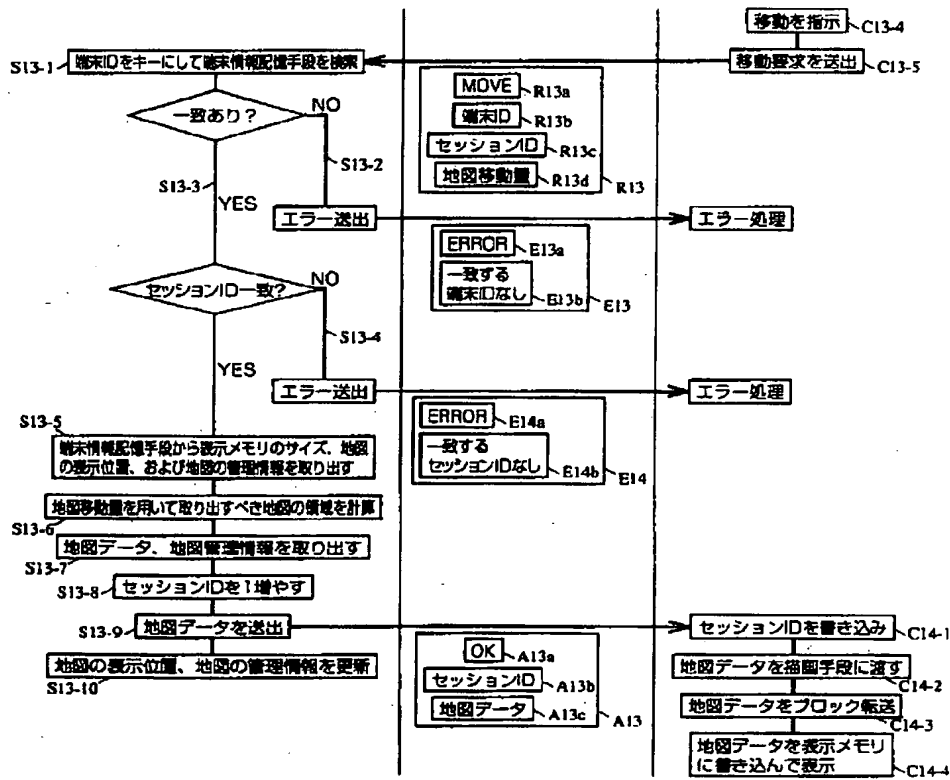 移動を指示
C13-4
S13-1
端末IDをキーにして端末情報記憶手段を検索
移動要求を送出
C13-5
MOVE
R13a
端末ID
R13b
セッションID
R13c
地図移動量
R13d
R13
一致あり?
NO
S13-2
S13-3
YES
エラー送出
エラー処理
ERROR
E13a
一致する
端末IDなし
E13b
E13
セッションID一致?
NO
S13-4
YES
エラー送出
エラー処理
ERROR
E14a
一致する
セッションIDなし
E14b
E14
S13-5
端末情報記憶手段から表示メモリのサイズ、地図
の表示位置、および地図の管理情報を取り出す
地図移動量を用いて取り出すべき地図の領域を計算
S13-6
地図データ、地図管理情報を取り出す
S13-7
セッションIDを1増やす
S13-8
地図データを送出
S13-9
地図の表示位置、地図の管理情報を更新
S13-10
OK
A13a
セッションID
A13b
地図データ
A13c
A13
セッションIDを書き込み
C14-1
地図データを描画手段に渡す
C14-2
地図データをブロック転送
C14-3
地図データを表示メモリ
に書き込んで表示
C14-4